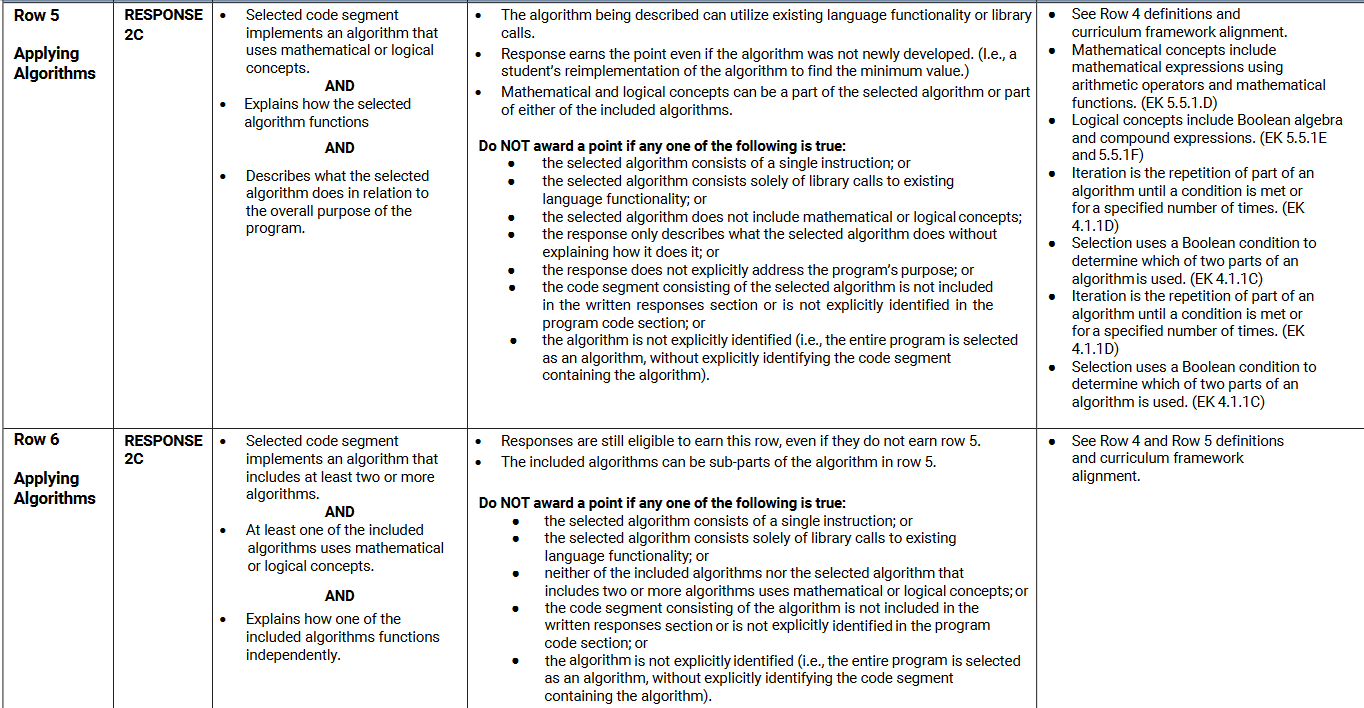 Row 5
Applying
Algorithms
RESPONSE
2C
• Selected code segment
implements an algorithm that
uses mathematical or logical
concepts.
AND
• Explains how the selected
algorithm functions
AND
• Describes what the selected
algorithm does in relation to
the overall purpose of the
program.
• The algorithm being described can utilize existing language functionality or library
calls.
• Response earns the point even if the algorithm was not newly developed. (I.e., a
student's reimplementation of the algorithm to find the minimum value.)
• Mathematical and logical concepts can be a part of the selected algorithm or part
of either of the included algorithms.
Do NOT award a point if any one of the following is true:
• the selected algorithm consists of a single instruction; or
• the selected algorithm consists solely of library calls to existing
language functionality; or
• the selected algorithm does not include mathematical or logical concepts;
• the response only describes what the selected algorithm does without
explaining how it does it; or
• the response does not explicitly address the program's purpose; or
• the code segment consisting of the selected algorithm is not included
in the written responses section or is not explicitly identified in the
program code section; or
• the algorithm is not explicitly identified (i.e., the entire program is selected
as an algorithm, without explicitly identifying the code segment
containing the algorithm).
• See Row 4 definitions and
curriculum framework alignment.
• Mathematical concepts include
mathematical expressions using
arithmetic operators and mathematical
functions. (EK 5.5.1.D)
• Logical concepts include Boolean algebra
and compound expressions. (EK 5.5.1E
and 5.5.1F)
• Iteration is the repetition of part of an
algorithm until a condition is met or
for a specified number of times. (EK
4.1.1D)
• Selection uses a Boolean condition to
determine which of two parts of an
algorithm is used. (EK 4.1.1C)
• Iteration is the repetition of part of an
algorithm until a condition is met or
for a specified number of times. (EK
4.1.1D)
• Selection uses a Boolean condition to
determine which of two parts of an
algorithm is used. (EK 4.1.1C)
Row 6
Applying
Algorithms
RESPONSE
2C
• Selected code segment
implements an algorithm that
includes at least two or more
algorithms.
AND
• At least one of the included
algorithms uses mathematical
or logical concepts.
AND
• Explains how one of the
included algorithms functions
independently.
• Responses are still eligible to earn this row, even if they do not earn row 5.
• The included algorithms can be sub-parts of the algorithm in row 5.
Do NOT award a point if any one of the following is true:
• the selected algorithm consists of a single instruction; or
• the selected algorithm consists solely of library calls to existing
language functionality; or
• neither of the included algorithms nor the selected algorithm that
includes two or more algorithms uses mathematical or logical concepts; or
• the code segment consisting of the algorithm is not included in the
written responses section or is not explicitly identified in the program
code section; or
• the algorithm is not explicitly identified (i.e., the entire program is selected
as an algorithm, without explicitly identifying the code segment
containing the algorithm).
• See Row 4 and Row 5 definitions
and curriculum framework
alignment.